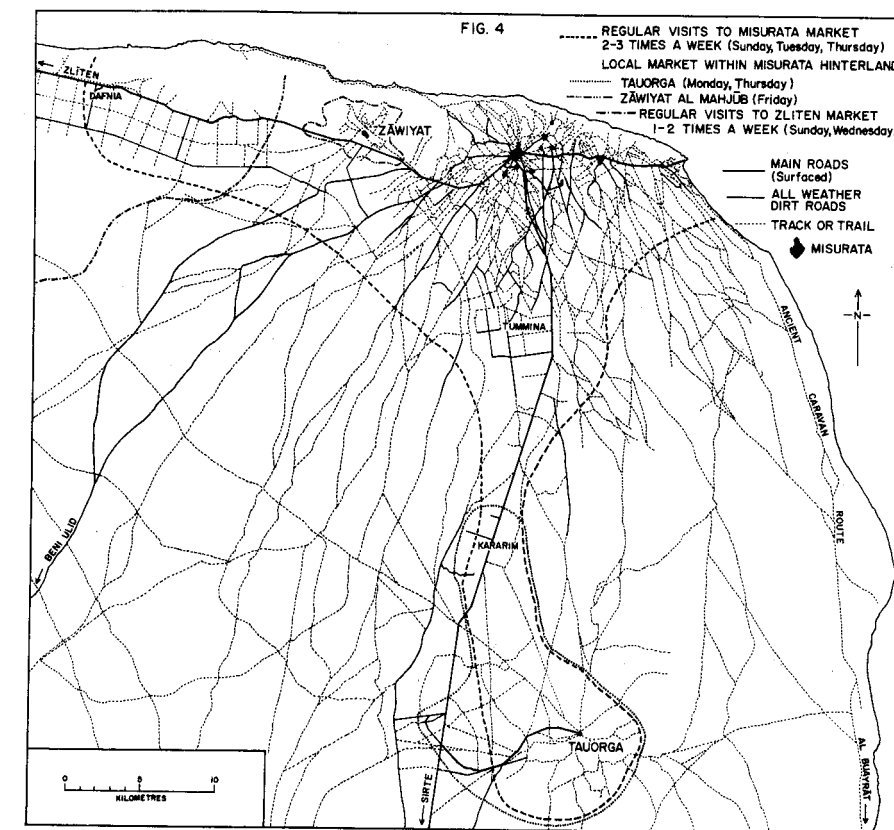 FIG. 4
REGULAR VISITS TO MISURATA MARKET
2-3 TIMES A WEEK (Sunday, Tuesday, Thursday)
LOCAL MARKET WITHIN MISURATA HINTERLAND
TAUORGA (Monday, Thursday)
ZĀWIYAT AL MAHJŪB (Friday)
REGULAR VISITS TO ZLITEN MARKET
1-2 TIMES A WEEK (Sunday, Wednesday
MAIN ROADS
(Surfaced)
ALL WEATHER
DIRT ROADS
TRACK OR TRAIL
MISURATA
ZLITEN
DAFNIA
ZĀWIYAT
-N-
TUMMINA
ANCIENT
CARAVAN
ROUTE
BENI ULID
KARARIM
TAUORGA
SIRTE
AL BUAYRĀT
0 5 10
KILOMETRES